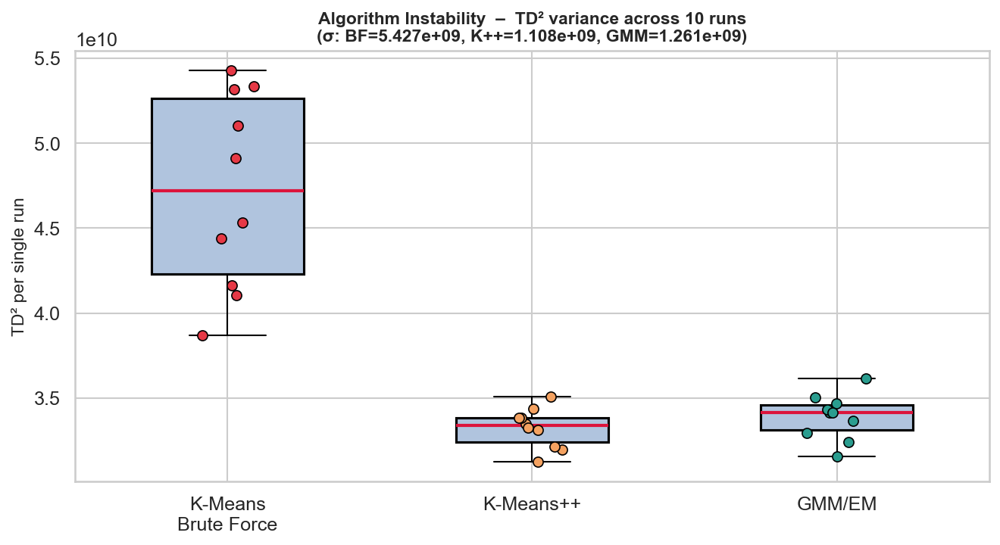 Algorithm Instability – TD² variance across 10 runs
(σ: BF=5.427e+09, K++=1.108e+09, GMM=1.261e+09)
1e10
5.5
5.0
4.5
4.0
3.5
TD² per single run
K-Means
Brute Force
K-Means++
GMM/EM